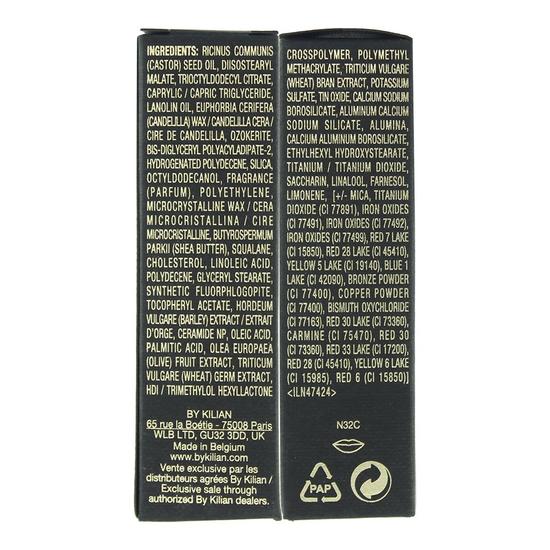 INGREDIENTS: RICINUS COMMUNIS
(CASTOR) SEED OIL, DIISOSTEARYL
MALATE, TRIOCTYLDODECYL CITRATE,
CAPRYLIC / CAPRIC TRIGLYCERIDE,
LANOLIN OIL, EUPHORBIA CERIFERA
(CANDELILLA) WAX / CANDELILLA CERA /
CIRE DE CANDELILLA, OZOKERITE,
BIS-DIGLYCERYL POLYACYLADIPATE-2,
HYDROGENATED POLYDECENE, SILICA,
OCTYLDODECANOL, FRAGRANCE
(PARFUM), POLYETHYLENE,
MICROCRYSTALLINE WAX / CERA
MICROCRISTALLINA / CIRE
MICROCRISTALLINE, BUTYROSPERMUM
PARKII (SHEA BUTTER), SQUALANE,
CHOLESTEROL, LINOLEIC ACID,
POLYDECENE, GLYCERYL STEARATE,
SYNTHETIC FLUORPHLOGOPITE,
TOCOPHERYL ACETATE, HORDEUM
VULGARE (BARLEY) EXTRACT / EXTRAIT
D'ORGE, CERAMIDE NP, OLEIC ACID,
PALMITIC ACID, OLEA EUROPAEA
(OLIVE) FRUIT EXTRACT, TRITICUM
VULGARE (WHEAT) GERM EXTRACT,
HDI / TRIMETHYLOL HEXYLLACTONE
BY KILIAN
65 rue la Boétie - 75008 Paris
WLB LTD, GU32 3DD, UK
Made in Belgium
www.bykilian.com
Vente exclusive par les
distributeurs agréés By Kilian /
Exclusive sale through
authorized By Kilian dealers.
CROSSPOLYMER, POLYMETHYL
METHACRYLATE, TRITICUM VULGARE
(WHEAT) BRAN EXTRACT, POTASSIUM
SULFATE, TIN OXIDE, CALCIUM SODIUM
BOROSILICATE, ALUMINUM CALCIUM
SODIUM SILICATE, ALUMINA,
CALCIUM ALUMINUM BOROSILICATE,
ETHYLHEXYL HYDROXYSTEARATE,
TITANIUM / TITANIUM DIOXIDE,
SACCHARIN, LINALOOL, FARNESOL,
LIMONENE, [+/- MICA, TITANIUM
DIOXIDE (CI 77891), IRON OXIDES
(CI 77491), IRON OXIDES (CI 77492),
IRON OXIDES (CI 77499), RED 7 LAKE
(CI 15850), RED 28 LAKE (CI 45410),
YELLOW 5 LAKE (CI 19140), BLUE 1
LAKE (CI 42090), BRONZE POWDER
(CI 77400), COPPER POWDER
(CI 77400), BISMUTH OXYCHLORIDE
(CI 77163), RED 30 LAKE (CI 73360),
CARMINE (CI 75470), RED 30
(CI 73360), RED 33 LAKE (CI 17200),
RED 28 (CI 45410), YELLOW 6 LAKE
(CI 15985), RED 6 (CI 15850)]
<ILN47424>
N32C
PAP